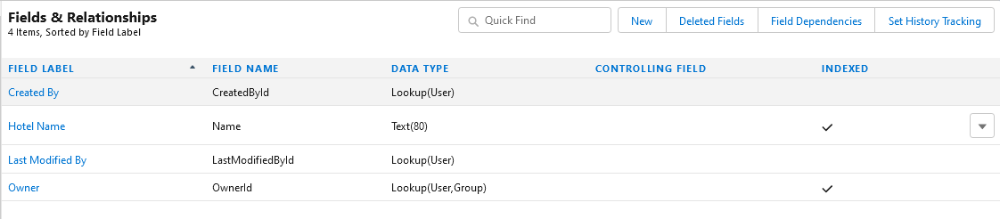 Fields & Relationships
4 Items, Sorted by Field Label
Quick Find
New Deleted Fields Field Dependencies Set History Tracking
FIELD LABEL FIELD NAME DATA TYPE CONTROLLING FIELD INDEXED
Created By CreatedById Lookup(User)
Hotel Name Name Text(80)
Last Modified By LastModifiedById Lookup(User)
Owner OwnerId Lookup(User,Group)